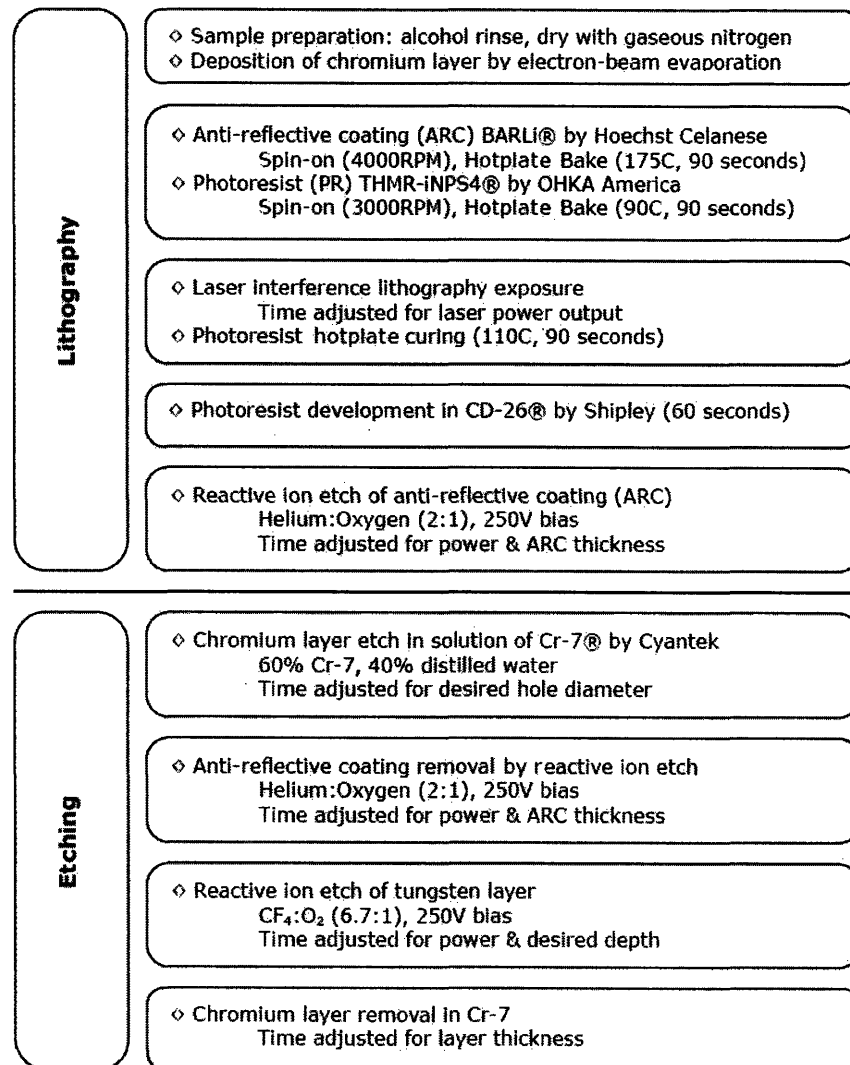 Lithography
◇ Sample preparation: alcohol rinse, dry with gaseous nitrogen
◇ Deposition of chromium layer by electron-beam evaporation
◇ Anti-reflective coating (ARC) BARLi® by Hoechst Celanese
Spin-on (4000RPM), Hotplate Bake (175C, 90 seconds)
◇ Photoresist (PR) THMR-iNPS4® by OHKA America
Spin-on (3000RPM), Hotplate Bake (90C, 90 seconds)
◇ Laser interference lithography exposure
Time adjusted for laser power output
◇ Photoresist hotplate curing (110C, 90 seconds)
◇ Photoresist development in CD-26® by Shipley (60 seconds)
◇ Reactive ion etch of anti-reflective coating (ARC)
Helium:Oxygen (2:1), 250V bias
Time adjusted for power & ARC thickness
Etching
◇ Chromium layer etch in solution of Cr-7® by Cyantek
60% Cr-7, 40% distilled water
Time adjusted for desired hole diameter
◇ Anti-reflective coating removal by reactive ion etch
Helium:Oxygen (2:1), 250V bias
Time adjusted for power & ARC thickness
◇ Reactive ion etch of tungsten layer
CF₄:O₂ (6.7:1), 250V bias
Time adjusted for power & desired depth
◇ Chromium layer removal in Cr-7
Time adjusted for layer thickness